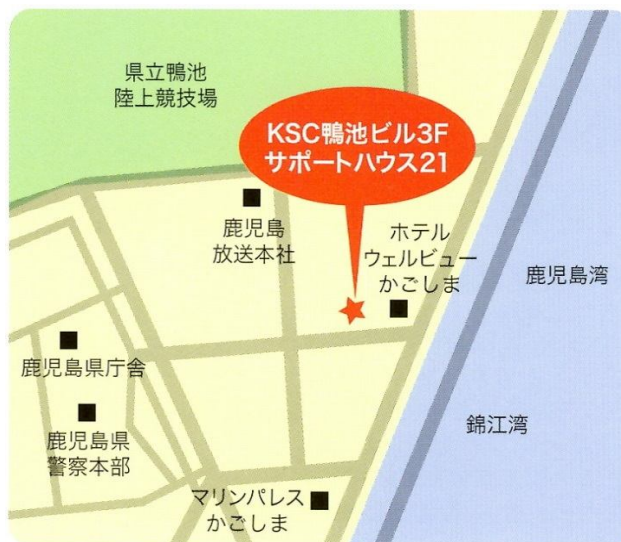 県立鴨池
陸上競技場
KSC鴨池ビル3F
サポートハウス21
鹿児島
放送本社
ホテル
ウェルビュー
かごしま
鹿児島湾
鹿児島県庁舎
鹿児島県
警察本部
錦江湾
マリンパレス
かごしま